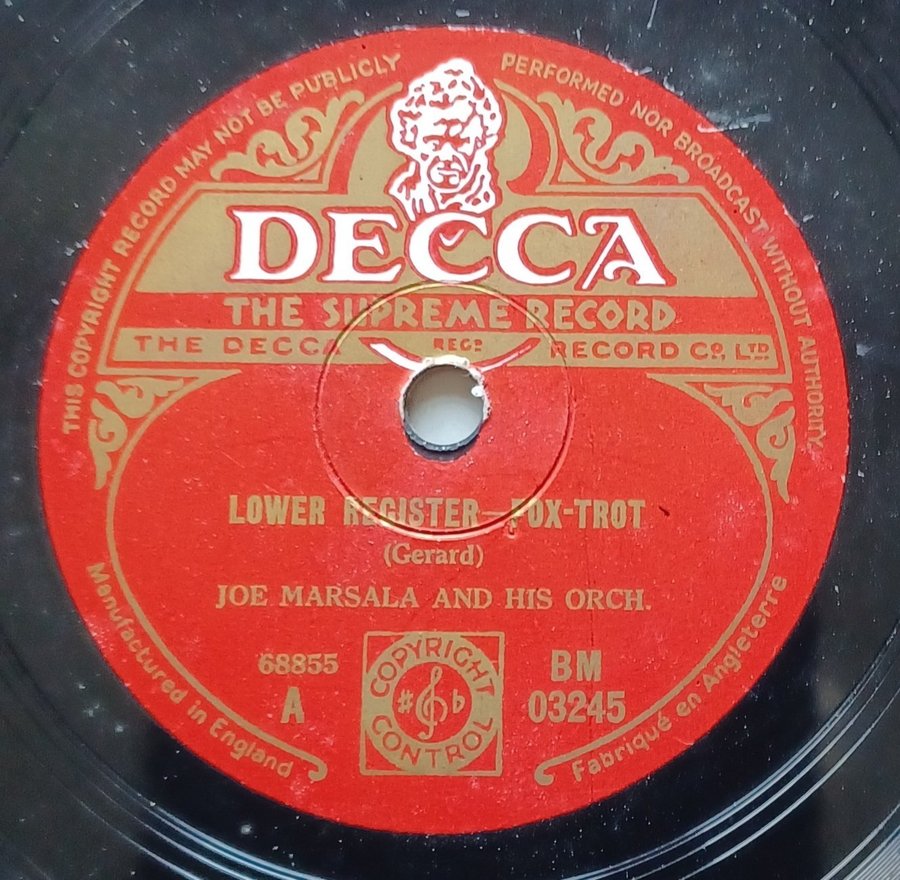 THIS COPYRIGHT RECORD MAY NOT BE PUBLICLY PERFORMED NOR BROADCAST WITHOUT AUTHORITY.
DECCA
THE SUPREME RECORD
THE DECCA REGD RECORD CO., LTD.
LOWER REGISTER—FOX-TROT
(Gerard)
JOE MARSALA AND HIS ORCH.
68855
A
COPYRIGHT
CONTROL
BM
03245
Manufactured in England
Fabriqué en Angleterre